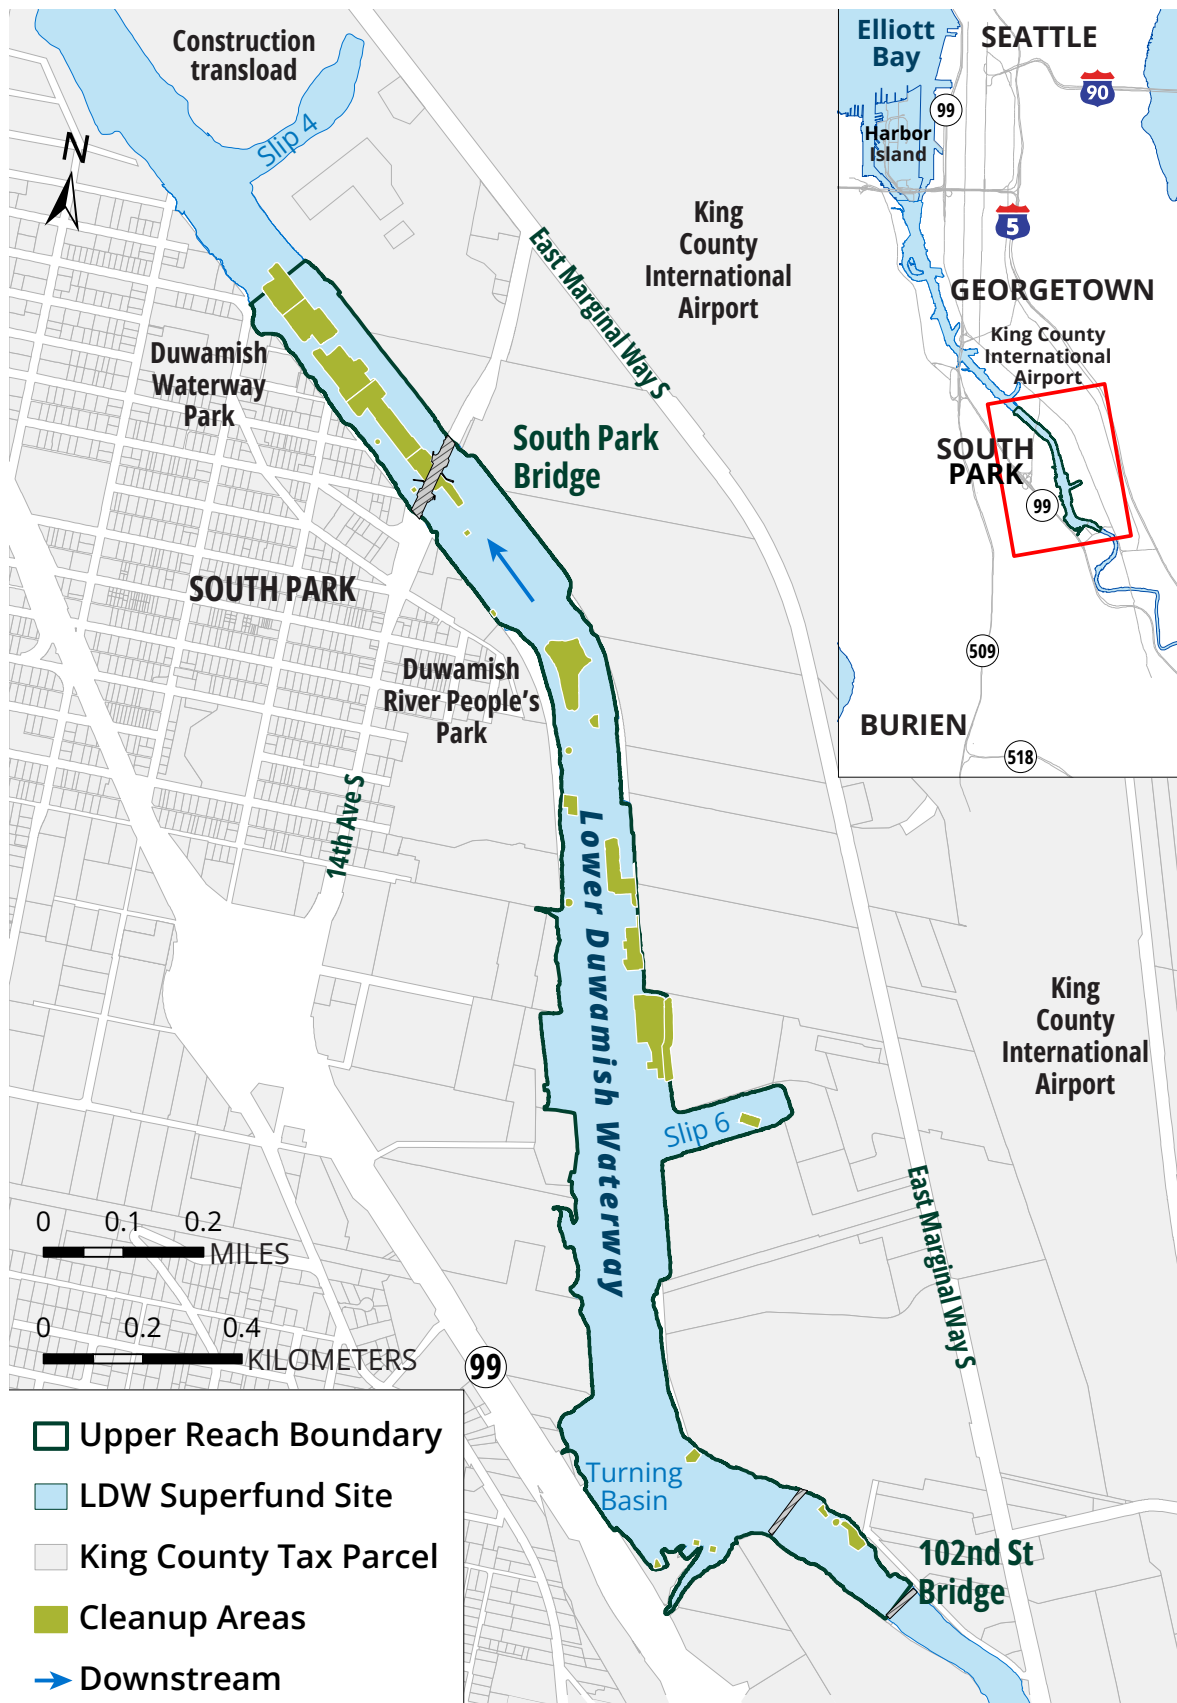 Construction
transload
Slip 4
N
King
County
International
Airport
East Marginal Way S
Duwamish
Waterway
Park
South Park
Bridge
SOUTH PARK
Duwamish
River People's
Park
14th Ave S
Lower Duwamish Waterway
King
County
International
Airport
Slip 6
East Marginal Way S
0 0.1 0.2
MILES
0 0.2 0.4
KILOMETERS
99
Turning
Basin
102nd St
Bridge
Upper Reach Boundary
LDW Superfund Site
King County Tax Parcel
Cleanup Areas
Downstream
Elliott
Bay
SEATTLE
90
99
Harbor
Island
5
GEORGETOWN
King County
International
Airport
SOUTH
PARK
99
509
BURIEN
518